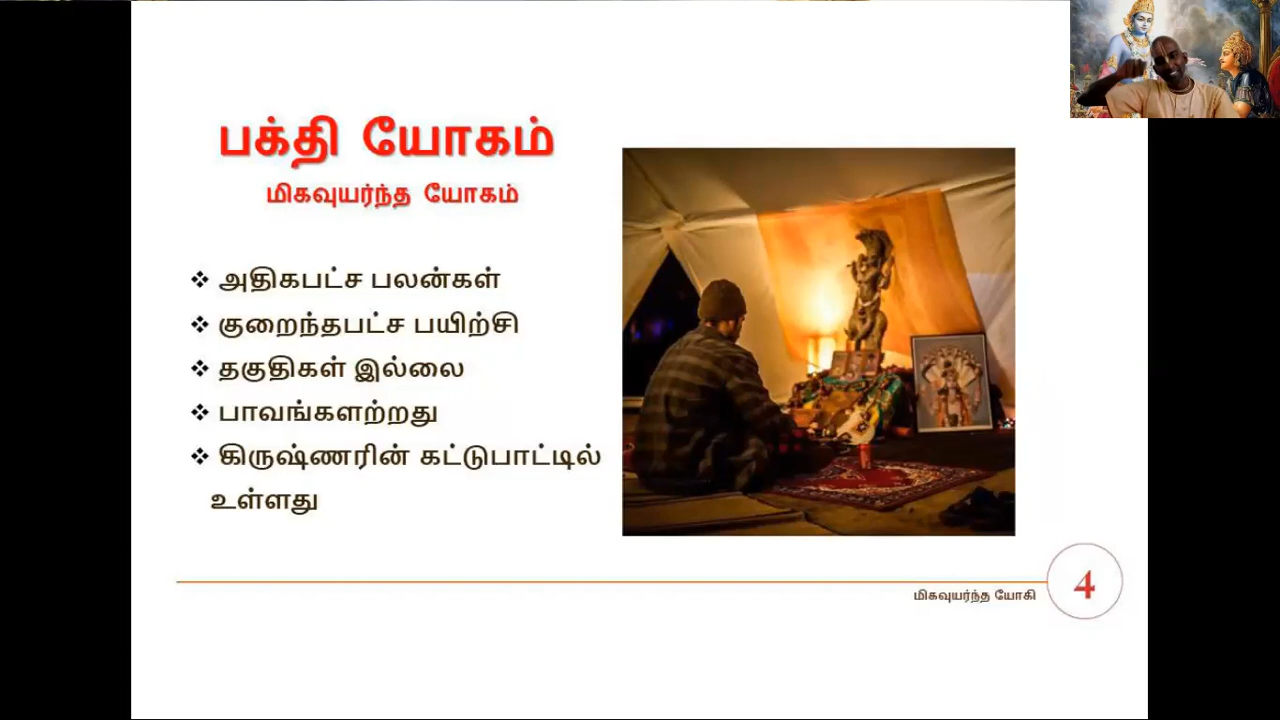 பக்தி யோகம்
மிகவுயர்ந்த யோகம்
❖ அதிகபட்ச பலன்கள்
❖ குறைந்தபட்ச பயிற்சி
❖ தகுதிகள் இல்லை
❖ பாவங்களற்றது
❖ கிருஷ்ணரின் கட்டுபாட்டில்
உள்ளது
மிகவுயர்ந்த யோகி
4